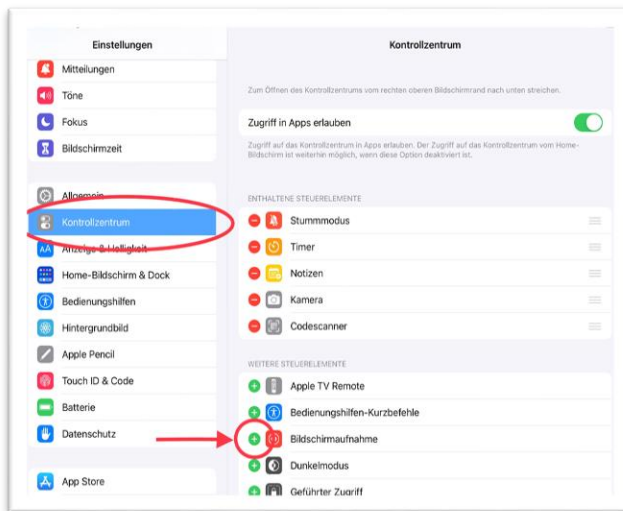 Einstellungen
Mitteilungen
Töne
Fokus
Bildschirmzeit
Allgemein
Kontrollzentrum
AA Anzeige & Helligkeit
Home-Bildschirm & Dock
Bedienungshilfen
Hintergrundbild
Apple Pencil
Touch ID & Code
Batterie
Datenschutz
App Store
Kontrollzentrum
Zum Öffnen des Kontrollzentrums vom rechten oberen Bildschirmrand nach unten streichen.
Zugriff in Apps erlauben
Zugriff auf das Kontrollzentrum in Apps erlauben. Der Zugriff auf das Kontrollzentrum vom Home-
Bildschirm ist weiterhin möglich, wenn diese Option deaktiviert ist.
ENTHALTENE STEUERELEMENTE
Stummmodus
Timer
Notizen
Kamera
Codescanner
WEITERE STEUERELEMENTE
Apple TV Remote
Bedienungshilfen-Kurzbefehle
Bildschirmaufnahme
Dunkelmodus
Geführter Zugriff